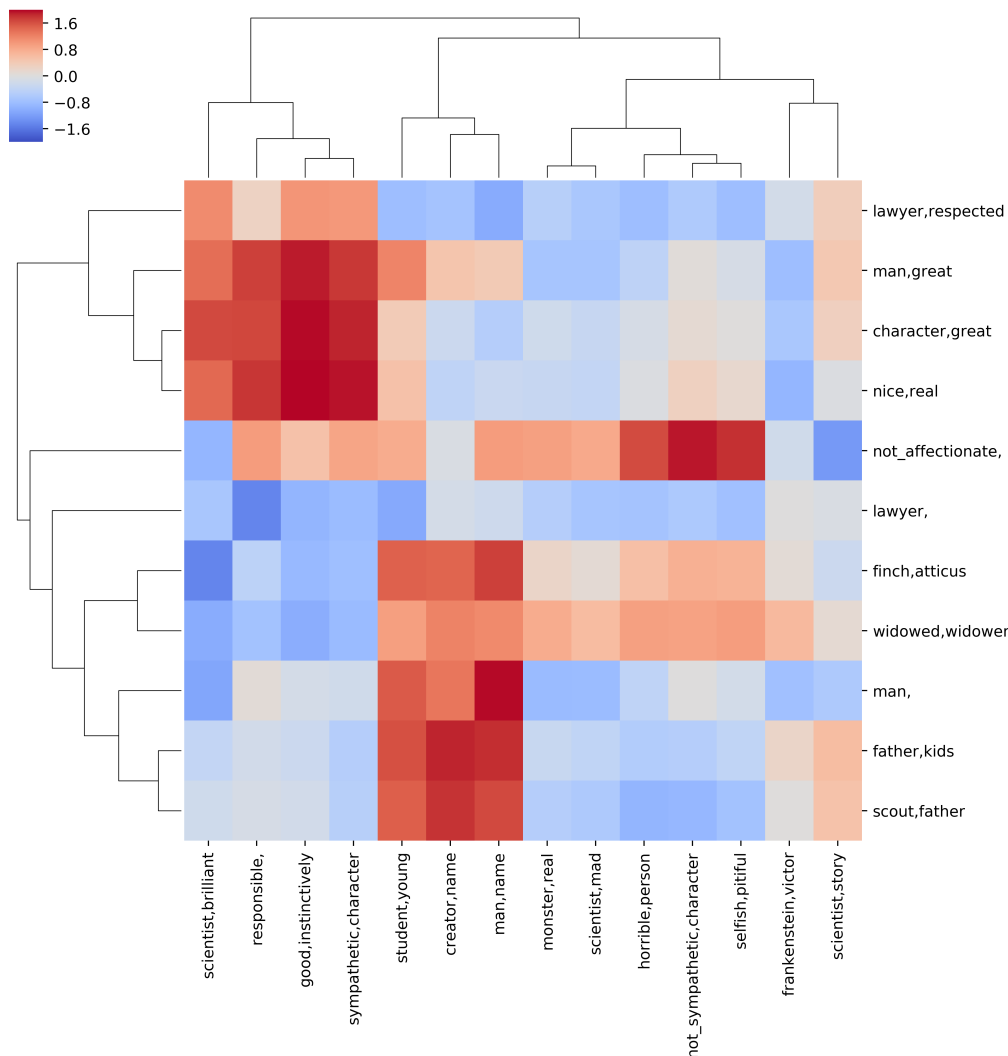 1.6
0.8
0.0
−0.8
−1.6
lawyer,respected
man,great
character,great
nice,real
not_affectionate,
lawyer,
finch,atticus
widowed,widower
man,
father,kids
scout,father
scientist,brilliant
responsible,
good,instinctively
sympathetic,character
student,young
creator,name
man,name
monster,real
scientist,mad
horrible,person
not_sympathetic,character
selfish,pitiful
frankenstein,victor
scientist,story